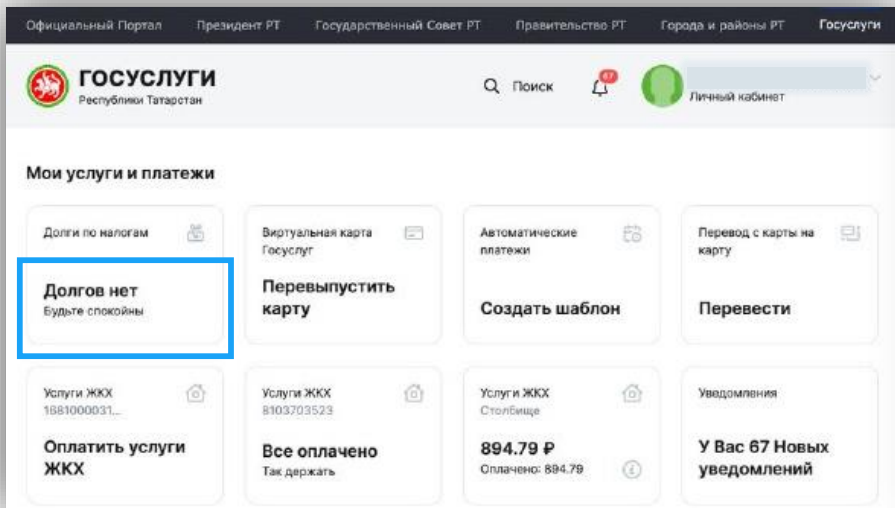 Официальный Портал Президент РТ Государственный Совет РТ Правительство РТ Города и районы РТ Госуслуги
ГОСУСЛУГИ
Республики Татарстан
Поиск
67
Личный кабинет
Мои услуги и платежи
Долги по налогам
Долгов нет
Будьте спокойны
Виртуальная карта
Госуслуг
Перевыпустить
карту
Автоматические
платежи
Создать шаблон
Перевод с карты на
карту
Перевести
Услуги ЖКХ
1681000031...
Оплатить услуги
ЖКХ
Услуги ЖКХ
8103703523
Все оплачено
Так держать
Услуги ЖКХ
Столбище
894.79 ₽
Оплачено: 894.79
Уведомления
У Вас 67 Новых
уведомлений